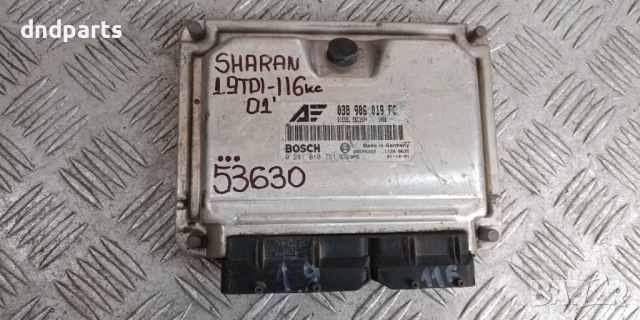 dndparts
SHARAN
1.9TDI-116кс
01'
...
53630
038 906 019 FC
BOSCH
Made in Germany
0 281 010 751
1.9
116
BAZAR